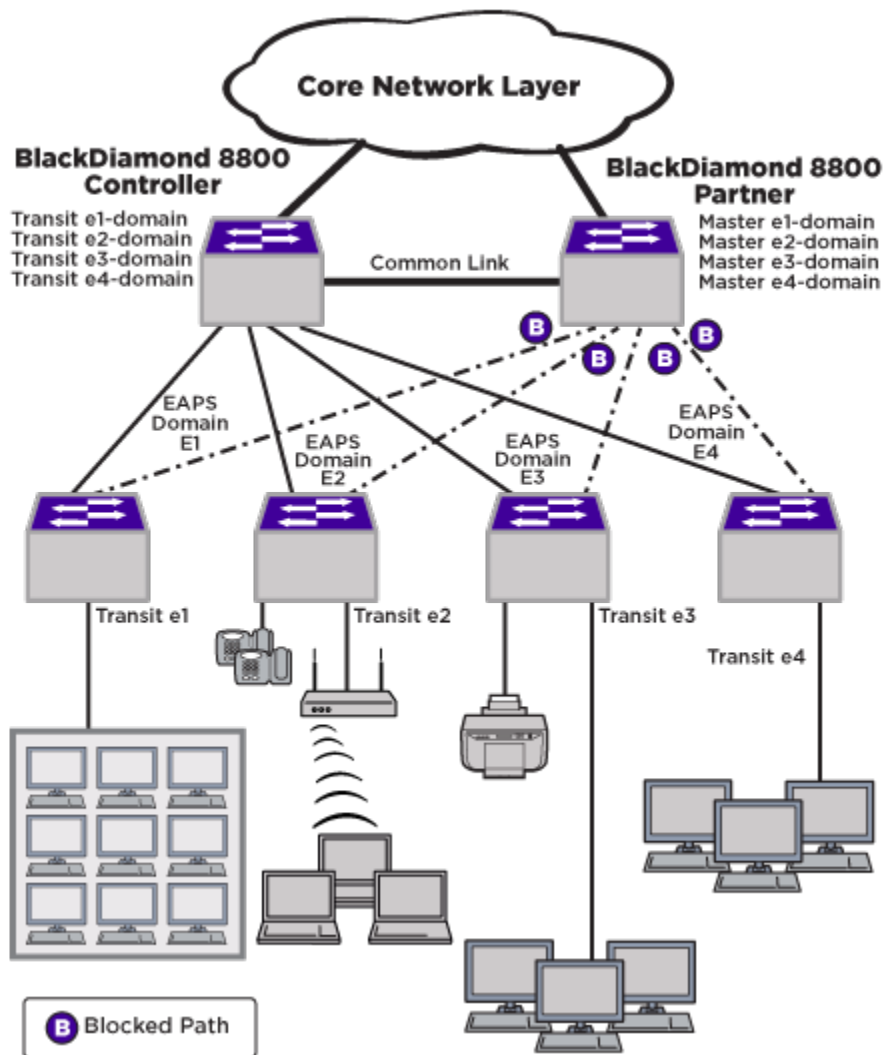 Core Network Layer
BlackDiamond 8800
Controller
Transit e1-domain
Transit e2-domain
Transit e3-domain
Transit e4-domain
BlackDiamond 8800
Partner
Master e1-domain
Master e2-domain
Master e3-domain
Master e4-domain
Common Link
B
B
B
B
EAPS
Domain
E1
EAPS
Domain
E2
EAPS
Domain
E3
EAPS
Domain
E4
Transit e1
Transit e2
Transit e3
Transit e4
B Blocked Path